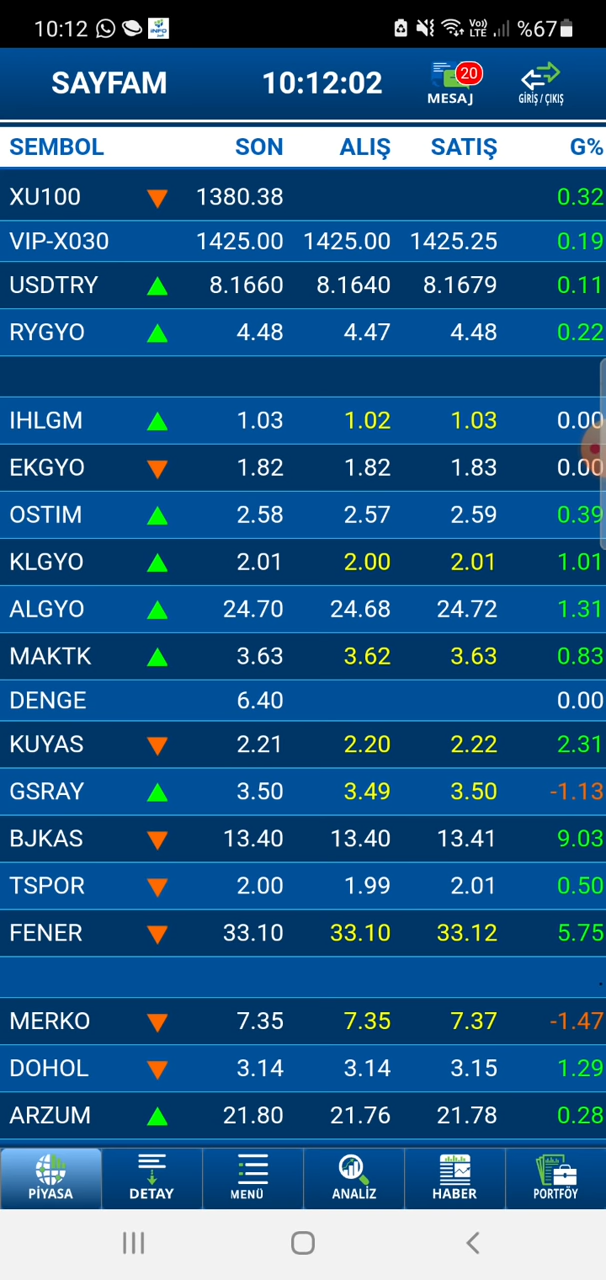 10:12 Vo)) LTE %67
SAYFAM 10:12:02 20 MESAJ GİRİŞ / ÇIKIŞ
SEMBOL SON ALIŞ SATIŞ G%
XU100 1380.38 0.32
VIP-X030 1425.00 1425.00 1425.25 0.19
USDTRY 8.1660 8.1640 8.1679 0.11
RYGYO 4.48 4.47 4.48 0.22
IHLGM 1.03 1.02 1.03 0.00
EKGYO 1.82 1.82 1.83 0.00
OSTIM 2.58 2.57 2.59 0.39
KLGYO 2.01 2.00 2.01 1.01
ALGYO 24.70 24.68 24.72 1.31
MAKTK 3.63 3.62 3.63 0.83
DENGE 6.40 0.00
KUYAS 2.21 2.20 2.22 2.31
GSRAY 3.50 3.49 3.50 -1.13
BJKAS 13.40 13.40 13.41 9.03
TSPOR 2.00 1.99 2.01 0.50
FENER 33.10 33.10 33.12 5.75
MERKO 7.35 7.35 7.37 -1.47
DOHOL 3.14 3.14 3.15 1.29
ARZUM 21.80 21.76 21.78 0.28
PİYASA DETAY MENÜ ANALİZ HABER PORTFÖY